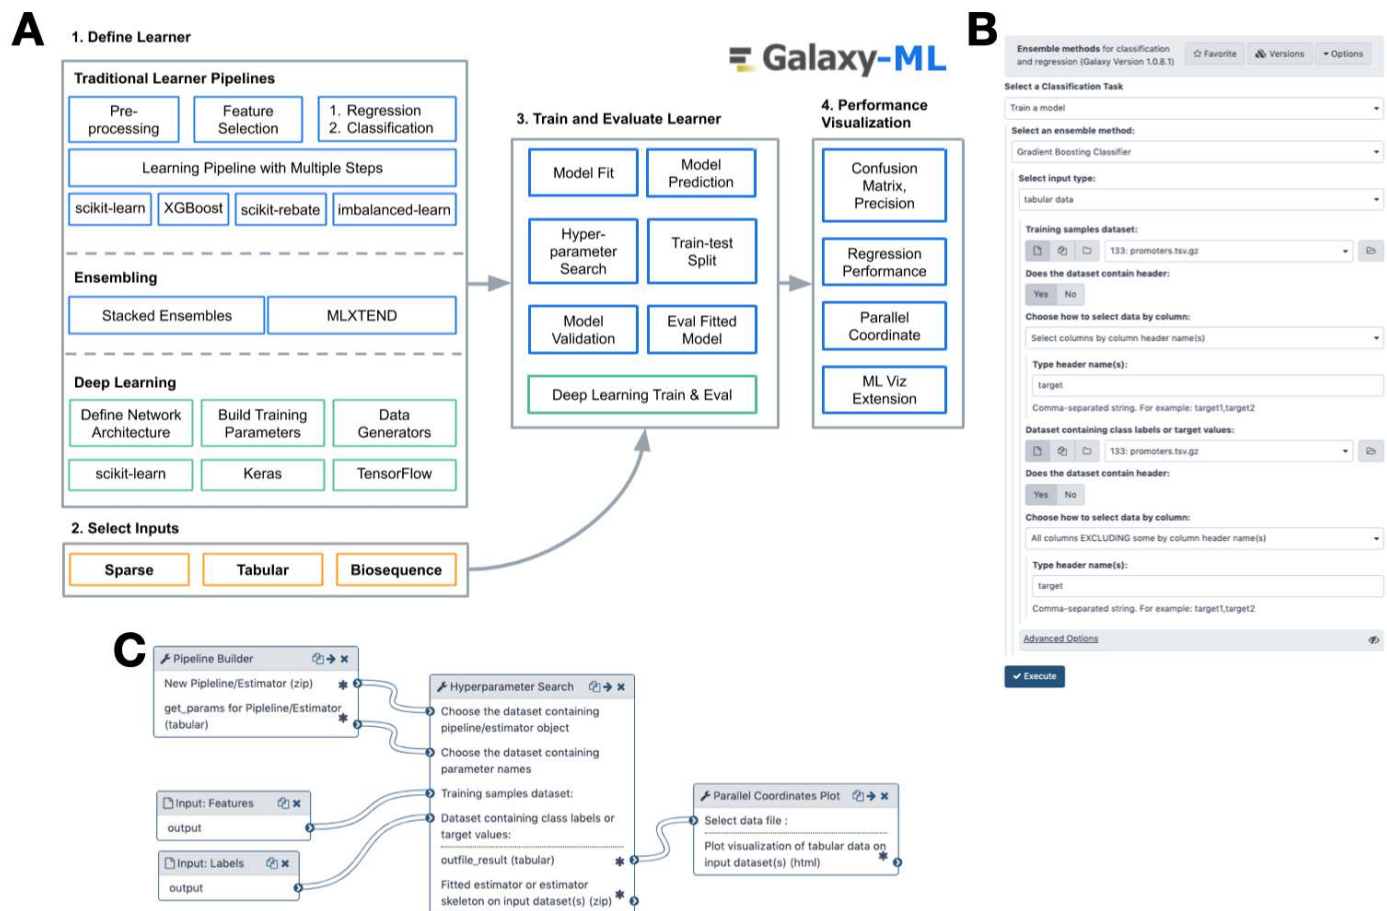 A
1. Define Learner
Traditional Learner Pipelines
Pre-
processing
Feature
Selection
1. Regression
2. Classification
Learning Pipeline with Multiple Steps
scikit-learn
XGBoost
scikit-rebate
imbalanced-learn
Ensembling
Stacked Ensembles
MLXTEND
Deep Learning
Define Network
Architecture
Build Training
Parameters
Data
Generators
scikit-learn
Keras
TensorFlow
2. Select Inputs
Sparse
Tabular
Biosequence
Galaxy-ML
3. Train and Evaluate Learner
Model Fit
Model
Prediction
Hyper-
parameter
Search
Train-test
Split
Model
Validation
Eval Fitted
Model
Deep Learning Train & Eval
4. Performance
Visualization
Confusion
Matrix,
Precision
Regression
Performance
Parallel
Coordinate
ML Viz
Extension
B
Ensemble methods for classification
and regression (Galaxy Version 1.0.8.1)
Favorite
Versions
Options
Select a Classification Task
Train a model
Select an ensemble method:
Gradient Boosting Classifier
Select input type:
tabular data
Training samples dataset:
133: promoters.tsv.gz
Does the dataset contain header:
Yes No
Choose how to select data by column:
Select columns by column header name(s)
Type header name(s):
target
Comma-separated string. For example: target1,target2
Dataset containing class labels or target values:
133: promoters.tsv.gz
Does the dataset contain header:
Yes No
Choose how to select data by column:
All columns EXCLUDING some by column header name(s)
Type header name(s):
target
Comma-separated string. For example: target1,target2
Advanced Options
Execute
C
Pipeline Builder
New Pipleline/Estimator (zip)
get_params for Pipleline/Estimator
(tabular)
Input: Features
output
Input: Labels
output
Hyperparameter Search
Choose the dataset containing
pipeline/estimator object
Choose the dataset containing
parameter names
Training samples dataset:
Dataset containing class labels or
target values:
outfile_result (tabular)
Fitted estimator or estimator
skeleton on input dataset(s) (zip)
Parallel Coordinates Plot
Select data file :
Plot visualization of tabular data on
input dataset(s) (html)